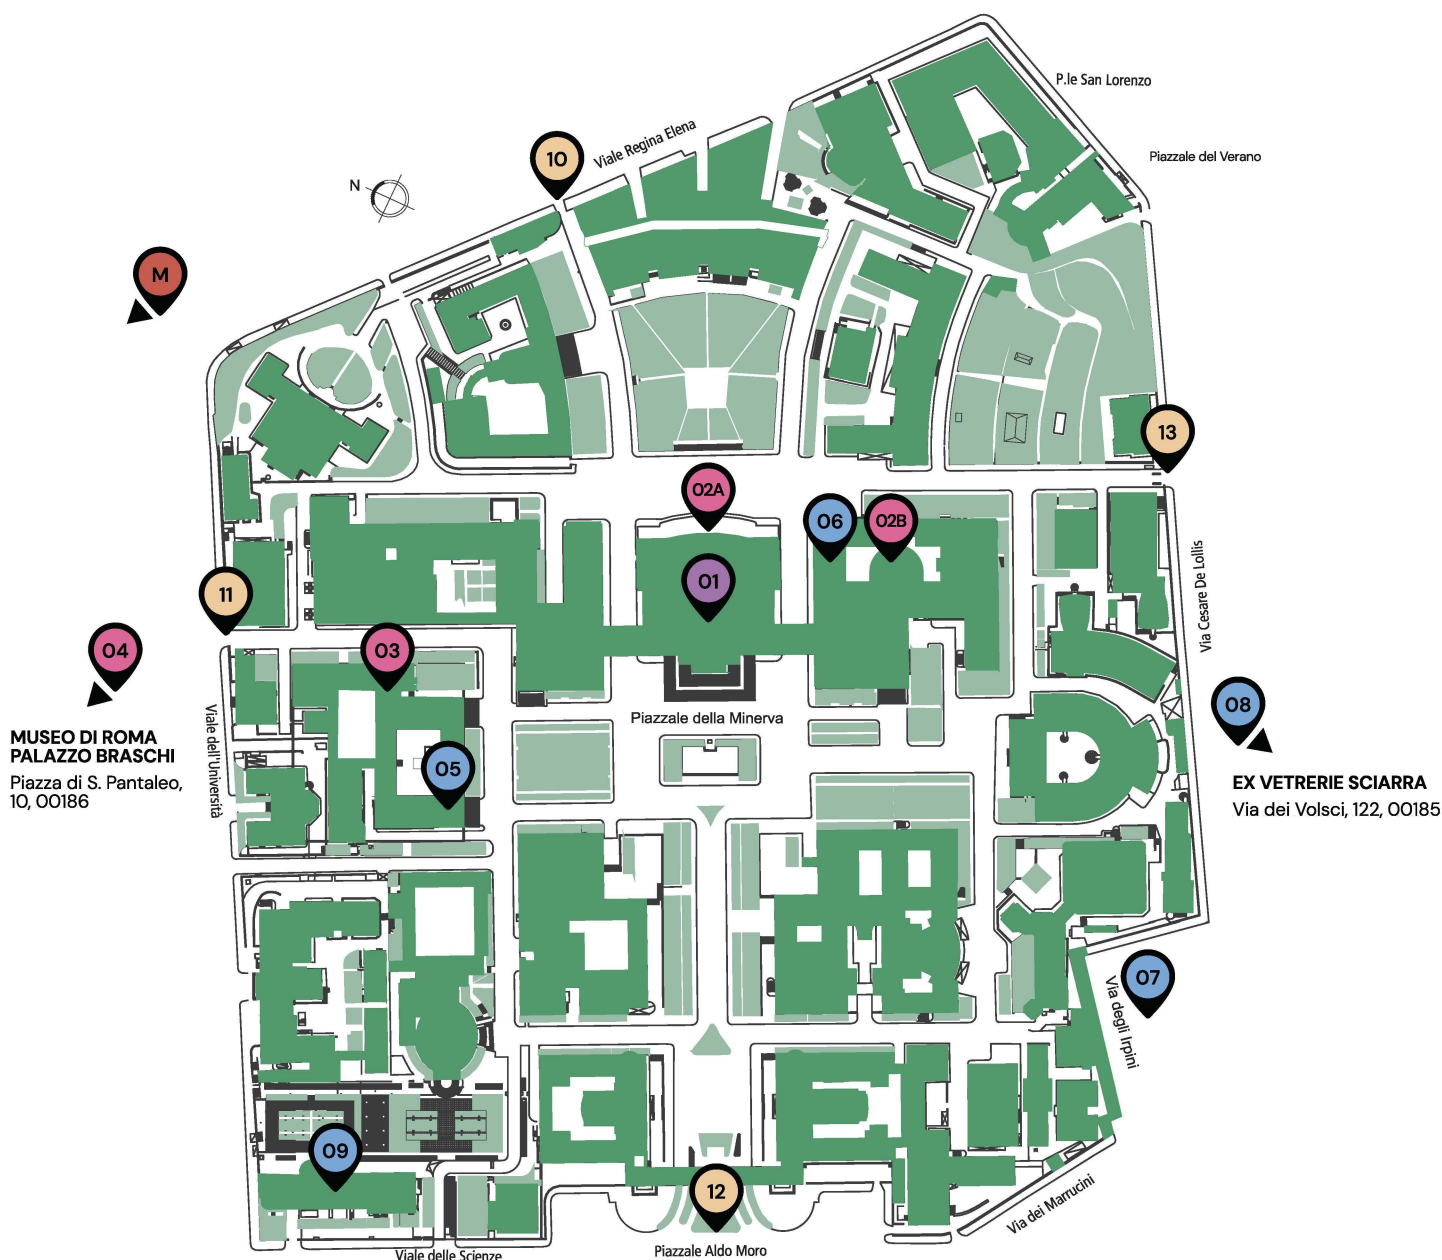 P.le San Lorenzo
Viale Regina Elena
10
Piazzale del Verano
N
M
13
02A
06
02B
01
11
Via Cesare De Lollis
04
03
MUSEO DI ROMA
PALAZZO BRASCHI
Piazza di S. Pantaleo,
10, 00186
Viale dell'Università
Piazzale della Minerva
08
05
EX VETRERIE SCIARRA
Via dei Volsci, 122, 00185
07
Via degli Irpini
09
12
Via dei Marrucini
Viale delle Scienze
Piazzale Aldo Moro